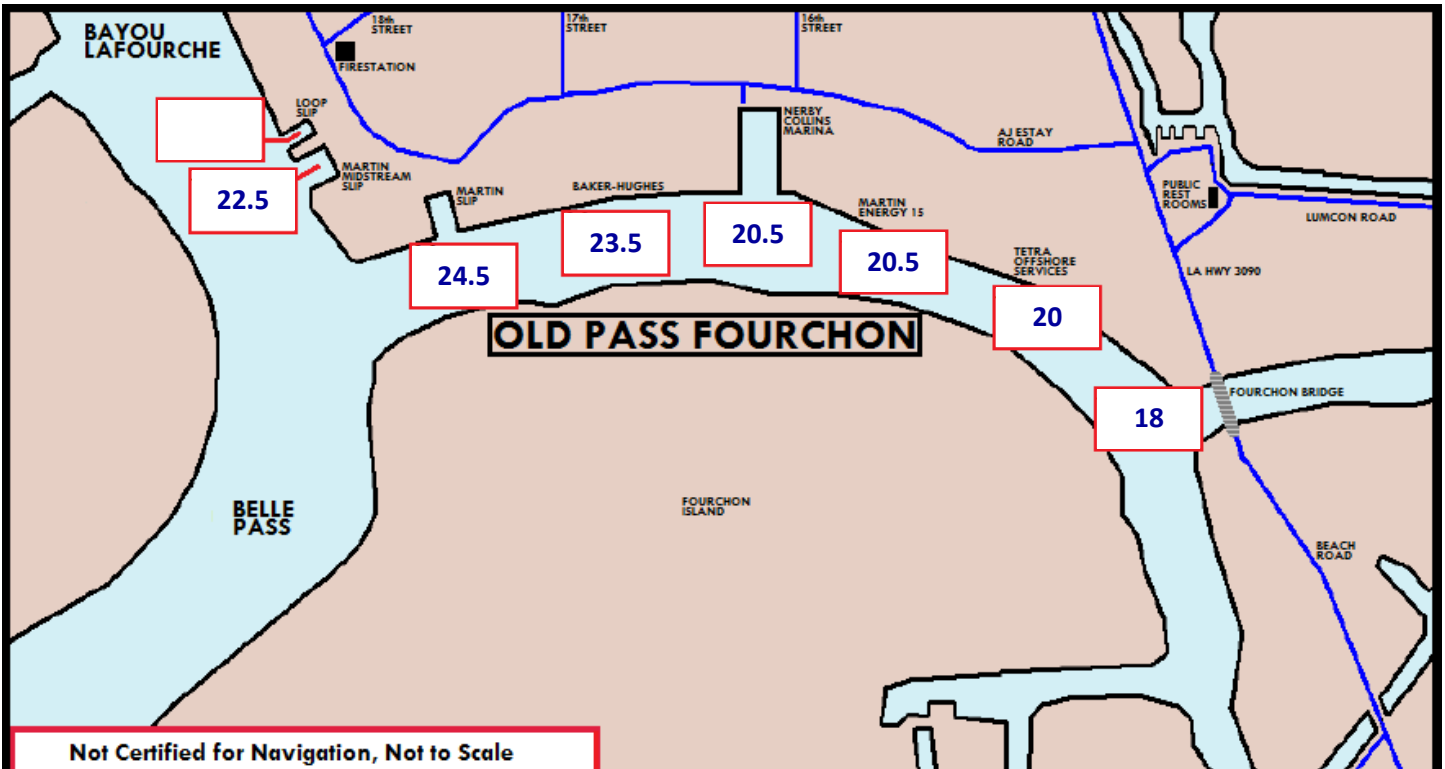 BAYOU
LAFOURCHE
18th
STREET
17th
STREET
16th
STREET
FIRESTATION
LOOP
SLIP
NERBY
COLLINS
MARINA
AJ ESTAY
ROAD
MARTIN
MIDSTREAM
SLIP
22.5
MARTIN
SLIP
BAKER-HUGHES
MARTIN
ENERGY 15
PUBLIC
REST
ROOMS
LUMCON ROAD
24.5
23.5
20.5
20.5
TETRA
OFFSHORE
SERVICES
20
LA HWY 3090
OLD PASS FOURCHON
18
FOURCHON BRIDGE
BELLE
PASS
FOURCHON
ISLAND
BEACH
ROAD
Not Certified for Navigation, Not to Scale